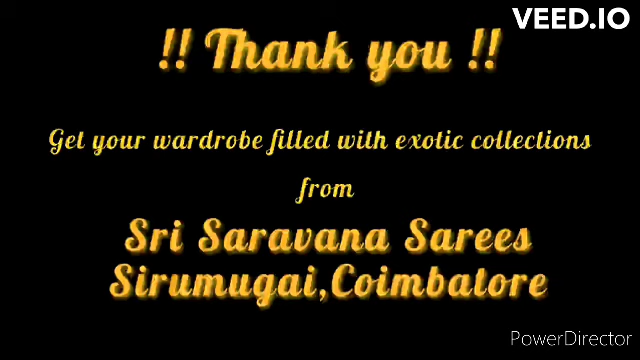 VEED.IO
!! Thank you !!
Get your wardrobe filled with exotic collections
from
Sri Saravana Sarees
Sirumugai,Coimbatore
PowerDirector